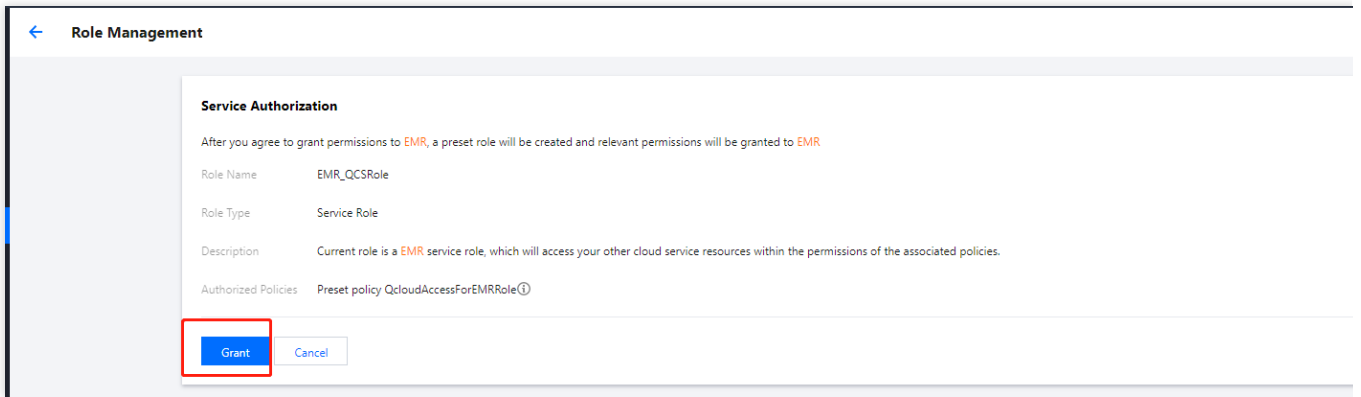 Role Management
Service Authorization
After you agree to grant permissions to EMR, a preset role will be created and relevant permissions will be granted to EMR
Role Name EMR_QCSRole
Role Type Service Role
Description Current role is a EMR service role, which will access your other cloud service resources within the permissions of the associated policies.
Authorized Policies Preset policy QcloudAccessForEMRRole
Grant Cancel